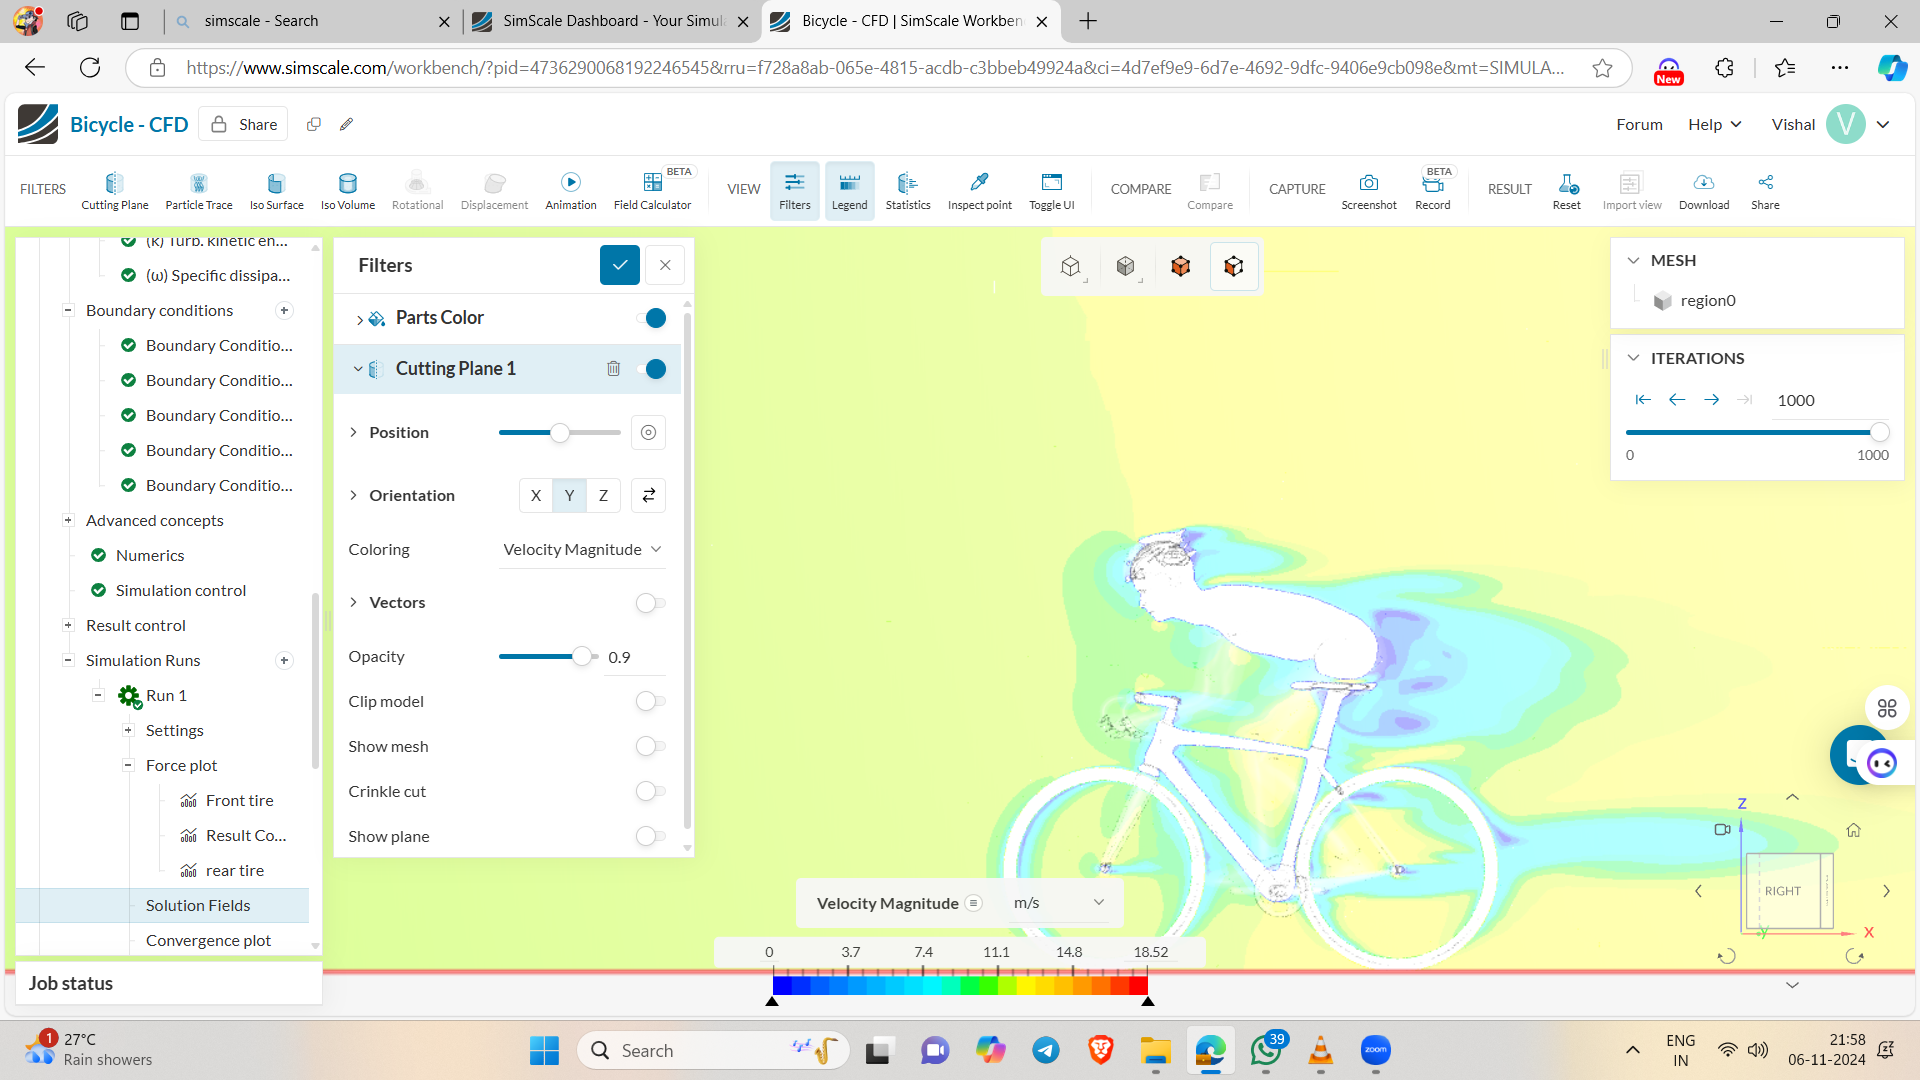 simscale - Search
SimScale Dashboard - Your Simula
Bicycle - CFD | SimScale Workben
https://www.simscale.com/workbench/?pid=4736290068192246545&rru=f728a8ab-065e-4815-acdb-c3bbeb49924a&ci=4d7ef9e9-6d7e-4692-9dfc-9406e9cb098e&mt=SIMULA...
New
Bicycle - CFD
Share
Forum
Help
Vishal
V
FILTERS
Cutting Plane
Particle Trace
Iso Surface
Iso Volume
Rotational
Displacement
Animation
BETA
Field Calculator
VIEW
Filters
Legend
Statistics
Inspect point
Toggle UI
COMPARE
Compare
CAPTURE
Screenshot
BETA
Record
RESULT
Reset
Import view
Download
Share
(k) Turb. kinetic en...
(ω) Specific dissipa...
Boundary conditions
Boundary Conditio...
Boundary Conditio...
Boundary Conditio...
Boundary Conditio...
Boundary Conditio...
Advanced concepts
Numerics
Simulation control
Result control
Simulation Runs
Run 1
Settings
Force plot
Front tire
Result Co...
rear tire
Solution Fields
Convergence plot
Job status
Filters
Parts Color
Cutting Plane 1
Position
Orientation
X Y Z
Coloring
Velocity Magnitude
Vectors
Opacity
0.9
Clip model
Show mesh
Crinkle cut
Show plane
MESH
region0
ITERATIONS
1000
0
1000
Z
RIGHT
X
Y
Velocity Magnitude
m/s
0 3.7 7.4 11.1 14.8 18.52
1
27°C
Rain showers
Search
39
zoom
ENG
IN
21:58
06-11-2024